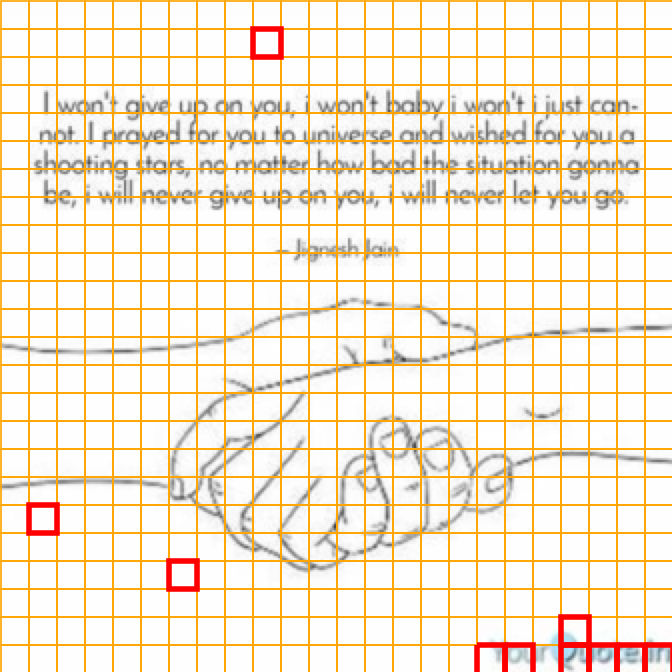 I won't give up on you, i won't baby i won't i just can-
not. I prayed for you to universe and wished for you a
shooting stars, no matter how bad the situation gonna
be, i will never give up on you, i will never let you go.
-- Jignesh Jain
YourQuote.in